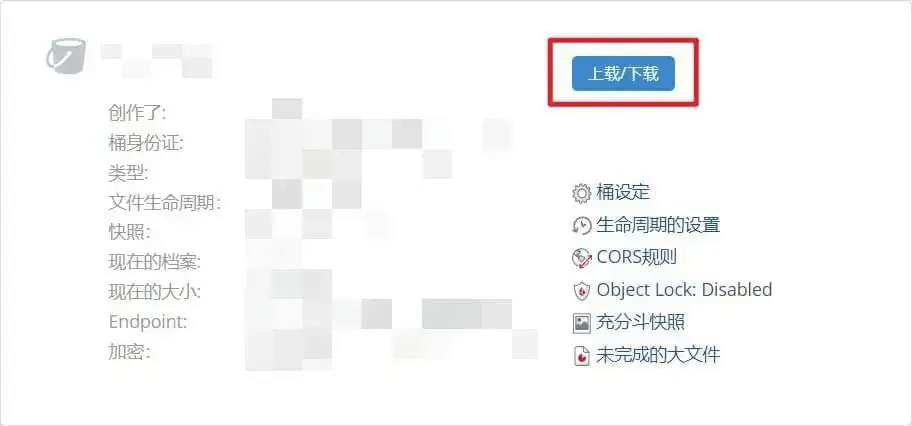 上载/下载
创作了:
桶身份证:
类型:
文件生命周期:
快照:
现在的档案:
现在的大小:
Endpoint:
加密:
桶设定
生命周期的设置
CORS规则
Object Lock: Disabled
充分斗快照
未完成的大文件